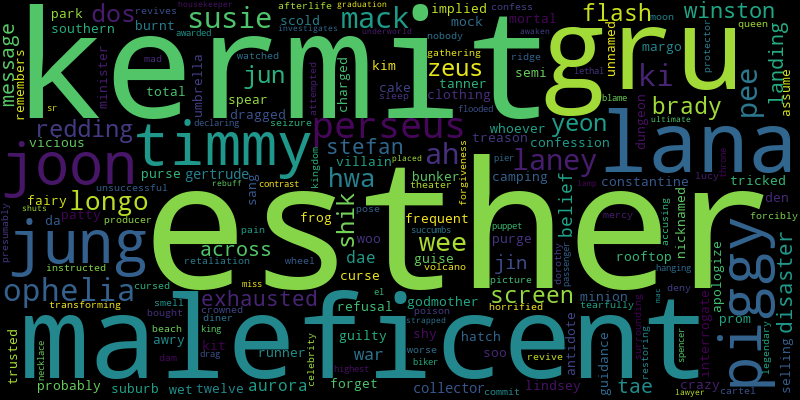 park dos susie mack afterlife graduation implied flash winston moon queen
revives burnt awarded scold investigates confess mock mortal
message southern housekeeper underworld nobody awaken margo protector landing
kermit gru
remembers minister mad watched gathering unnamed
umbrella jun charged kim zeus semi ridge ki pee
total cake tanner lethal brady assume
sr spear attempted sleep clothing blame
redding declaring dragged flooded whoever yeon treason dungeon ultimate
vicious timmy seizure perseus stefan ah confession laney lana
joon purse gertrude villain placed pier camping constantine lucy tricked
fairy unsuccessful rebuff contrast kingdom hwa bunker theater forgiveness belief mercy nicknamed throne lamp den
longo sang frog frequent
da patty producer pain shik pose wee purge rooftop accusing forcibly
presumably shuts jung esther woo succumbs guise
across dae puppet jin dorothy passenger hanging apologize piggy disaster
instructed retaliation wheel volcano
cursed miss curse picture horrified
ophelia transforming smell exhausted el refusal godmother screen minion mac deny
bought crowned poison tearfully surrounding legendary
necklace beach king diner strapped antidote prom
maleficent
trusted awry drag runner guilty shy hatch revive guidance restoring spencer interrogate selling
dam kit celebrity war worse soo
probably suburb wet twelve aurora highest forget biker collector commit lindsey tae crazy lawyer cartel